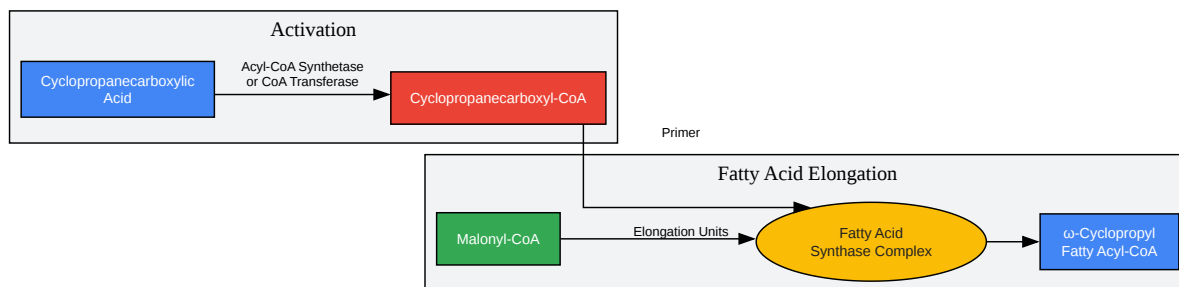 Activation
Cyclopropanecarboxylic
Acid
Acyl-CoA Synthetase
or CoA Transferase
Cyclopropanecarboxyl-CoA
Primer
Fatty Acid Elongation
Malonyl-CoA
Elongation Units
Fatty Acid
Synthase Complex
ω-Cyclopropyl
Fatty Acyl-CoA